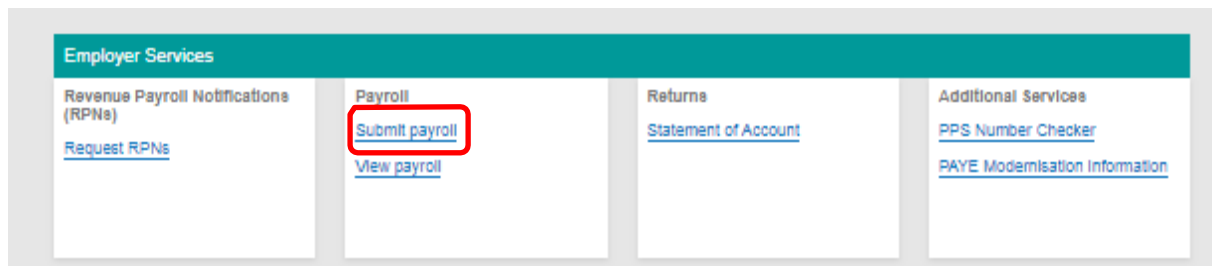 Employer Services
Revenue Payroll Notifications
(RPNs)
Request RPNs
Payroll
Submit payroll
View payroll
Returns
Statement of Account
Additional Services
PPS Number Checker
PAYE Modernisation Information